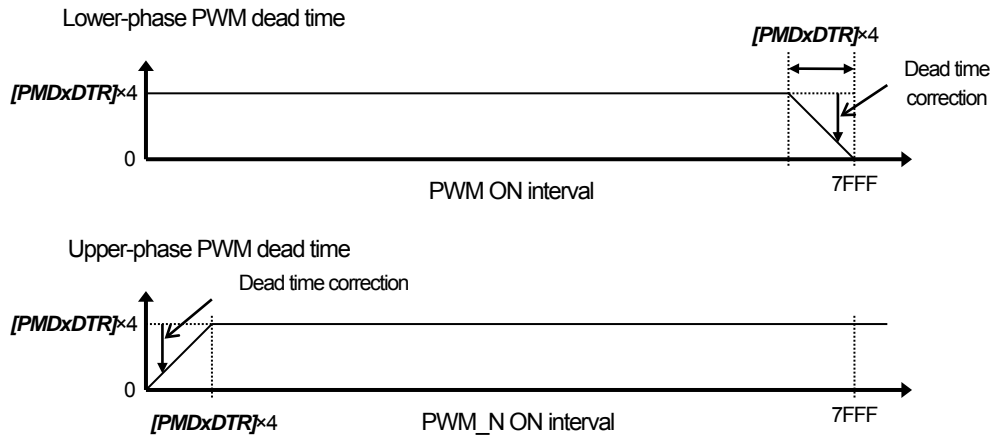 Lower-phase PWM dead time
[PMDxDTR]×4
Dead time
correction
[PMDxDTR]×4
0
PWM ON interval
7FFF
Upper-phase PWM dead time
Dead time correction
[PMDxDTR]×4
0
[PMDxDTR]×4
PWM_N ON interval
7FFF